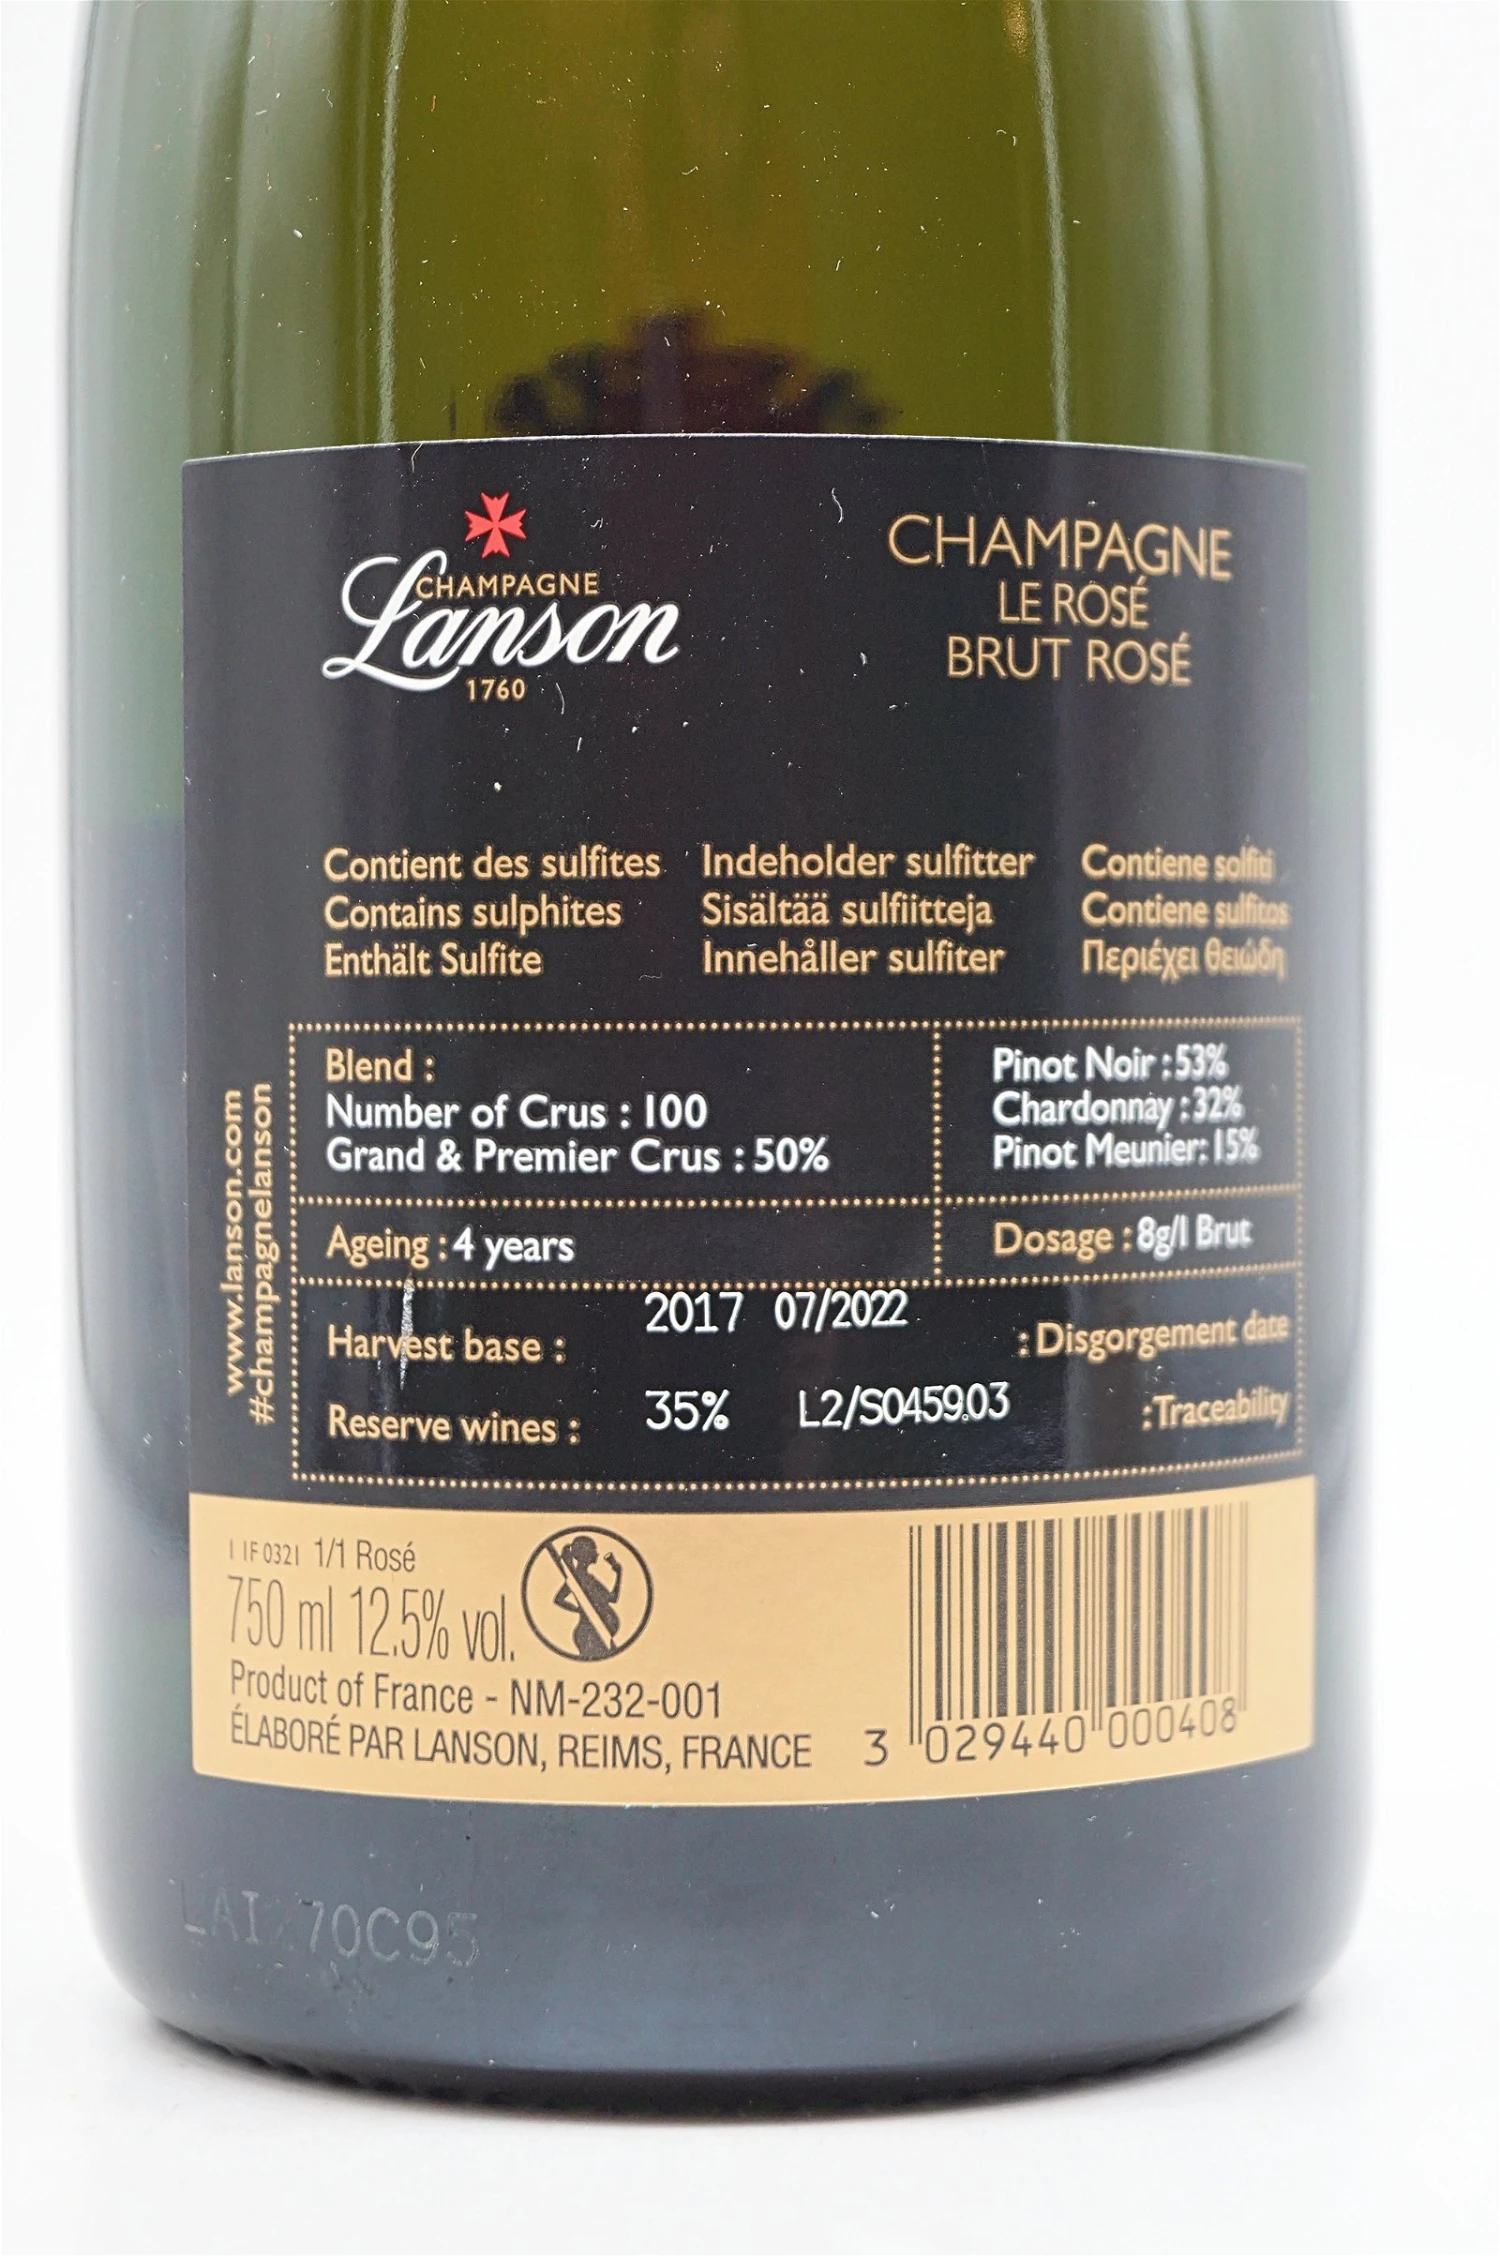 CHAMPAGNE
Lanson
1760
CHAMPAGNE
LE ROSÉ
BRUT ROSÉ
Contient des sulfites
Contains sulphites
Enthält Sulfite
Indeholder sulfitter
Sisältää sulfiitteja
Innehåller sulfiter
Contiene solfiti
Contiene sulfitos
Περιέχει θειώδη
www.lanson.com
#champagnelanson
Blend :
Number of Crus : 100
Grand & Premier Crus : 50%
Pinot Noir : 53%
Chardonnay : 32%
Pinot Meunier: 15%
Ageing : 4 years
Dosage : 8g/l Brut
Harvest base : 2017 07/2022 : Disgorgement date
Reserve wines : 35% L2/S0459.03 : Traceability
1/1 Rosé
750 ml 12.5% vol.
Product of France - NM-232-001
ÉLABORÉ PAR LANSON, REIMS, FRANCE
3 029440 000408